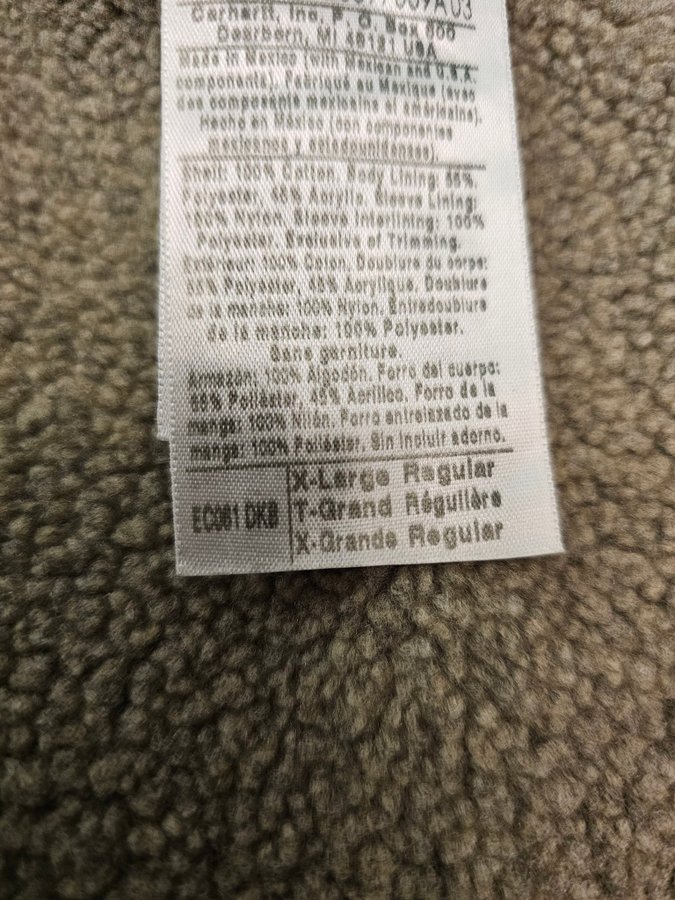 009A03
Carhartt, Inc, P. O. Box 600
Dearborn, MI 48121 USA
Made in Mexico (with Mexican and U.S.A.
components). Fabriqué au Mexique (avec
des composants mexicains et américains).
Hecho en México (con componentes
mexicanos y estadounidenses).
Shell: 100% Cotton, Body Lining: 55%
Polyester, 45% Acrylic, Sleeve Lining:
100% Nylon, Sleeve Interlining: 100%
Polyester. Exclusive of Trimming.
Extérieur: 100% Coton, Doublure du corps:
55% Polyester, 45% Acrylique, Doublure
de la manche: 100% Nylon, Entredoublure
de la manche: 100% Polyester.
Sans garniture.
Armazón: 100% Algodón, Forro del cuerpo:
55% Poliéster, 45% Acrílico, Forro de la
manga: 100% Nilón, Forro entrelazado de la
manga: 100% Poliéster, Sin incluir adorno.
EC061 DKB
X-Large Regular
T-Grand Régulière
X-Grande Regular